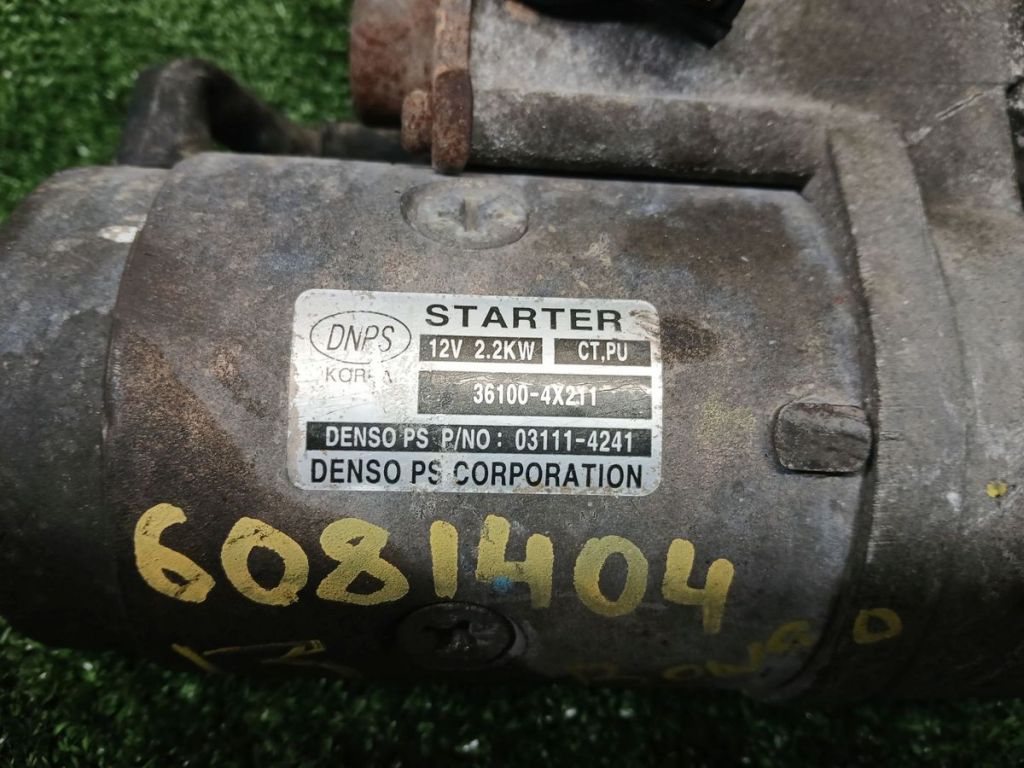 STARTER
DNPS
KOREA
12V 2.2KW CT,PU
36100-4X211
DENSO PS P/NO: 03111-4241
DENSO PS CORPORATION
6081404